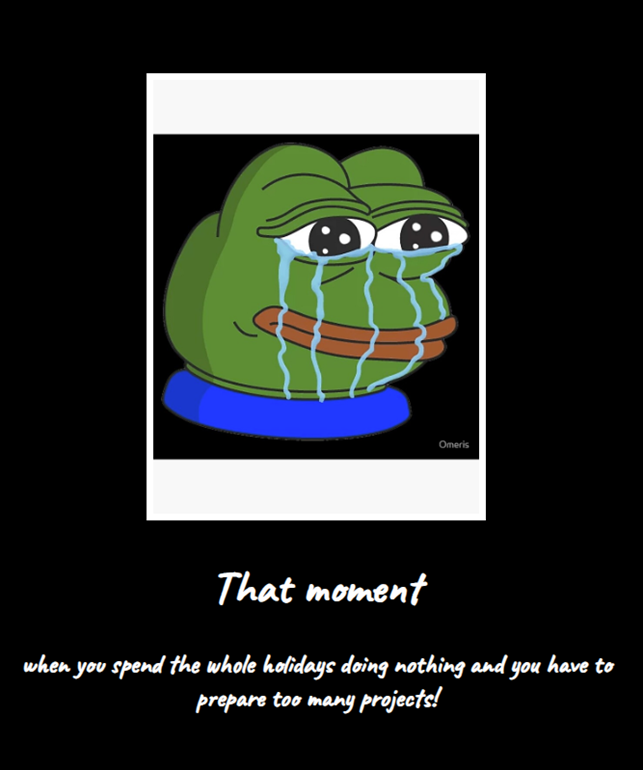 Omeris
That moment
when you spend the whole holidays doing nothing and you have to
prepare too many projects!